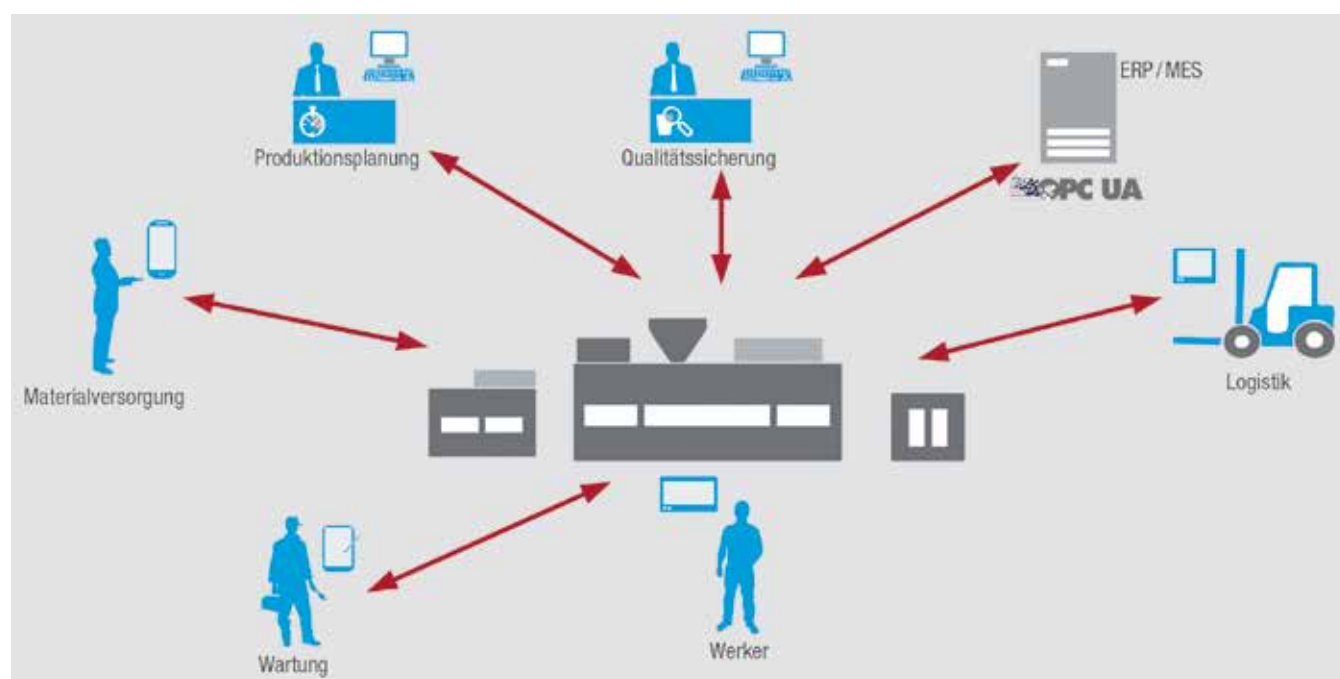 ERP / MES
Produktionsplanung
Qualitätssicherung
OPC UA
Materialversorgung
Logistik
Wartung
Werker